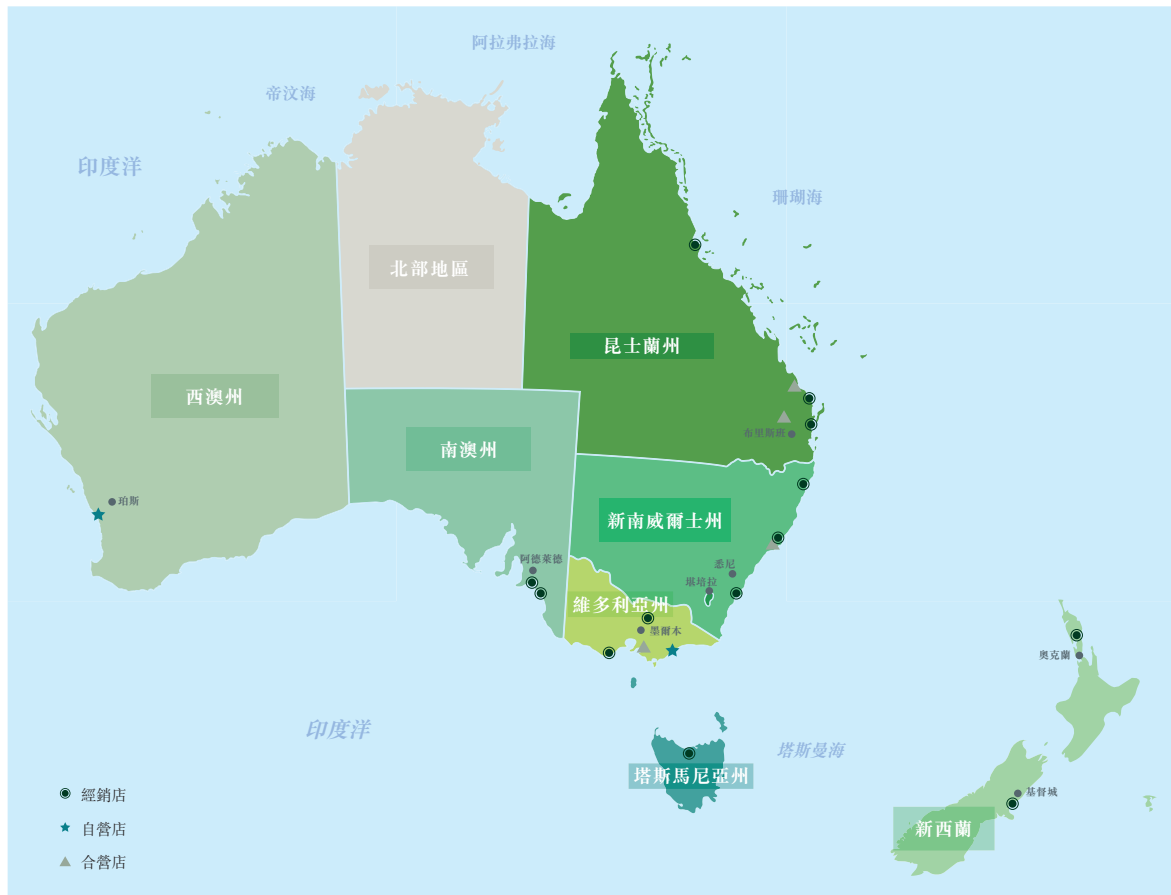 阿拉弗拉海
帝汶海
印度洋
珊瑚海
北部地區
昆士蘭州
西澳州
布里斯班
南澳州
珀斯
新南威爾士州
阿德萊德
悉尼
堪培拉
維多利亞州
墨爾本
奧克蘭
印度洋
塔斯曼海
塔斯馬尼亞州
經銷店
基督城
自營店
新西蘭
合營店